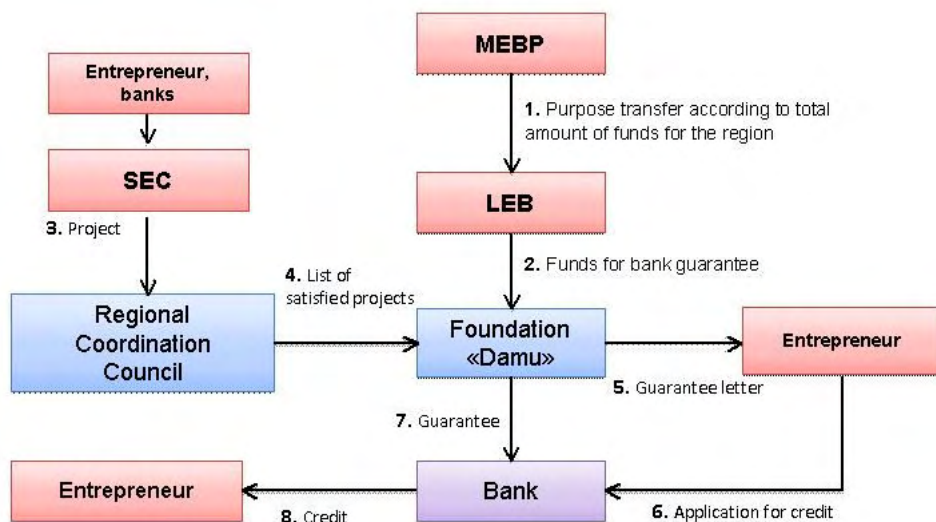 MEBP
Entrepreneur,
banks
1. Purpose transfer according to total
amount of funds for the region
SEC
LEB
3. Project
2. Funds for bank guarantee
4. List of
satisfied projects
Regional
Coordination
Council
Foundation
«Damu»
Entrepreneur
5. Guarantee letter
7. Guarantee
Entrepreneur
Bank
8. Credit
6. Application for credit